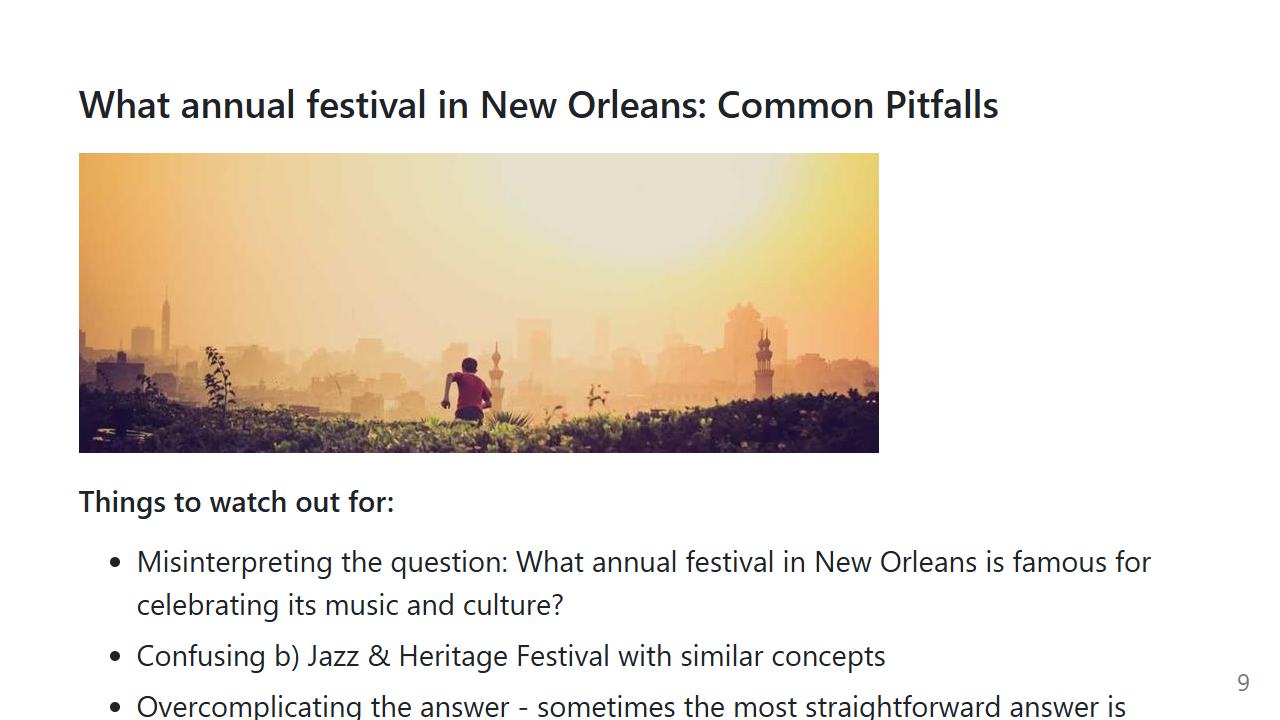 What annual festival in New Orleans: Common Pitfalls
Things to watch out for:
Misinterpreting the question: What annual festival in New Orleans is famous for
celebrating its music and culture?
Confusing b) Jazz & Heritage Festival with similar concepts
Overcomplicating the answer - sometimes the most straightforward answer is
9